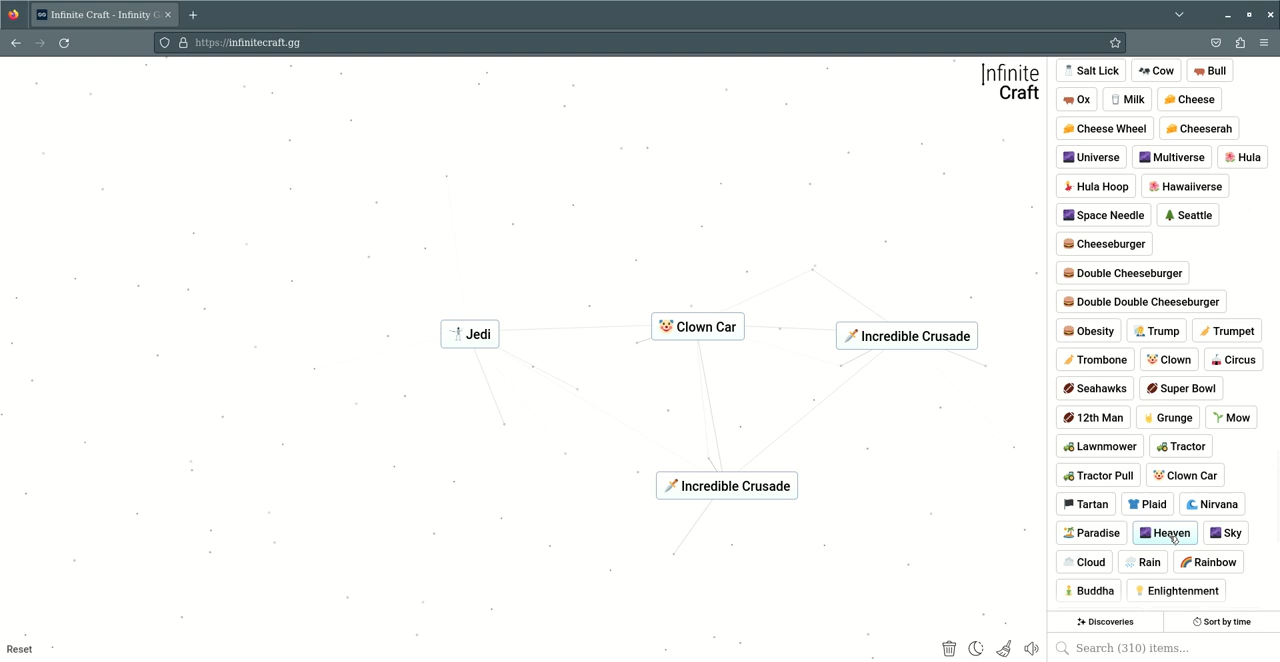 Infinite Craft - Infinity G
https://infinitecraft.gg
Infinite
Craft
Salt Lick Cow Bull
Ox Milk Cheese
Cheese Wheel Cheeserah
Universe Multiverse Hula
Hula Hoop Hawaiiverse
Space Needle Seattle
Cheeseburger
Double Cheeseburger
Double Double Cheeseburger
Obesity Trump Trumpet
Trombone Clown Circus
Seahawks Super Bowl
12th Man Grunge Mow
Lawnmower Tractor
Tractor Pull Clown Car
Tartan Plaid Nirvana
Paradise Heaven Sky
Cloud Rain Rainbow
Buddha Enlightenment
Jedi Clown Car Incredible Crusade
Incredible Crusade
Discoveries Sort by time
Reset
Search (310) items...